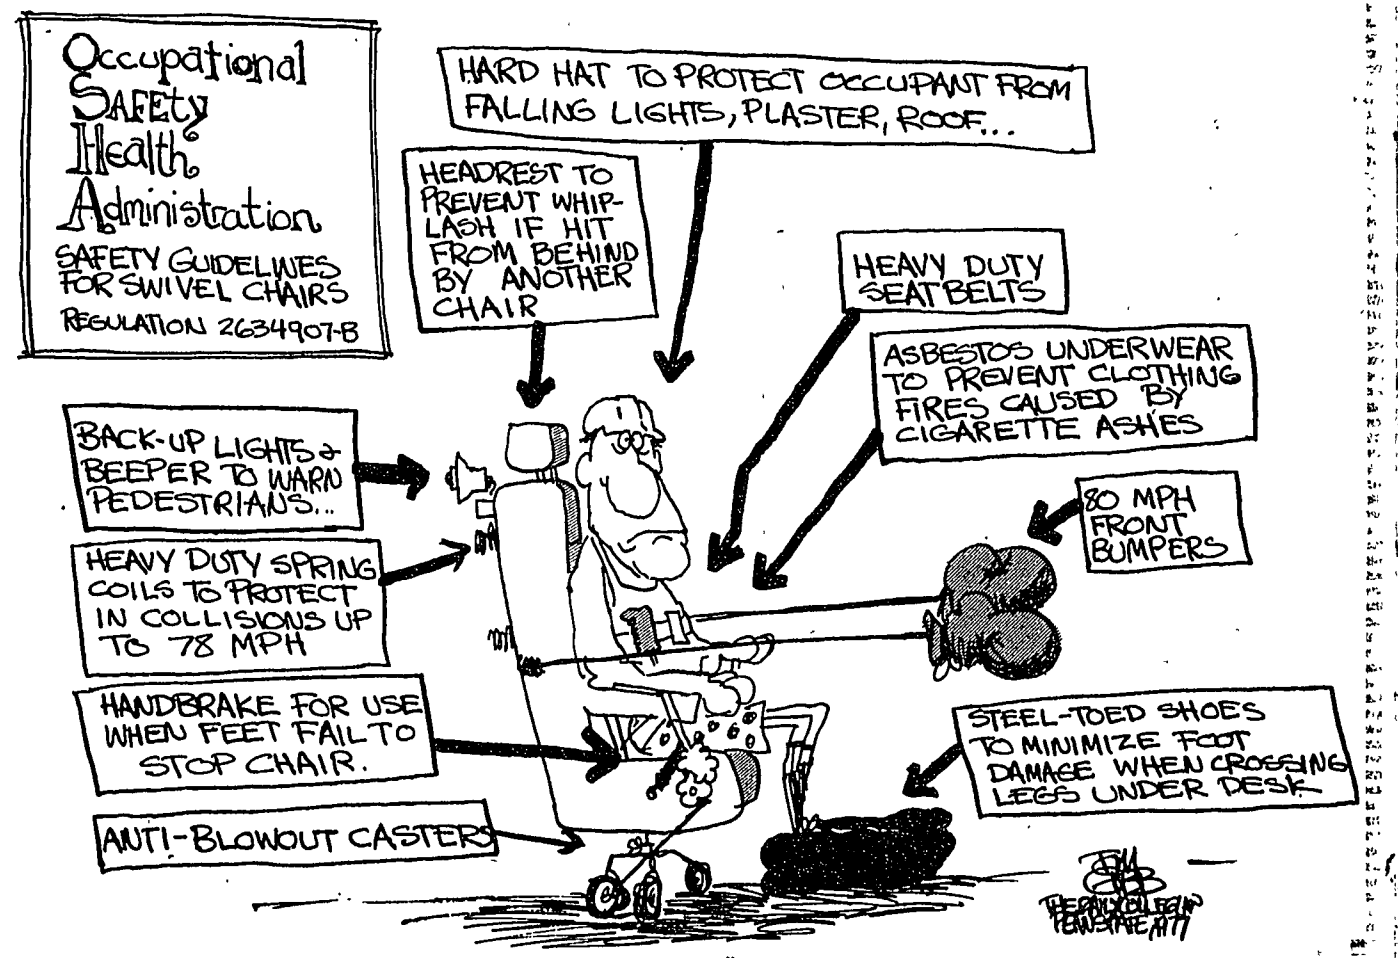 Occupational
SAFEty
Health
Administration
SAFETY GUIDELINES
FOR SWIVEL CHAIRS
REGULATION 2634907-B
HARD HAT TO PROTECT OCCUPANT FROM
FALLING LIGHTS, PLASTER, ROOF...
HEADREST TO
PREVENT WHIP-
LASH IF HIT
FROM BEHIND
BY ANOTHER
CHAIR
HEAVY DUTY
SEAT BELTS
ASBESTOS UNDERWEAR
TO PREVENT CLOTHING
FIRES CAUSED BY
CIGARETTE ASHES
BACK-UP LIGHTS &
BEEPER TO WARN
PEDESTRIANS...
80 MPH
FRONT
BUMPERS
HEAVY DUTY SPRING
COILS TO PROTECT
IN COLLISIONS UP
TO 78 MPH
HANDBRAKE FOR USE
WHEN FEET FAIL TO
STOP CHAIR.
STEEL-TOED SHOES
TO MINIMIZE FOOT
DAMAGE WHEN CROSSING
LEGS UNDER DESK
ANTI-BLOWOUT CASTERS
THE DAILY COLLEGIAN
PENN STATE, 1977